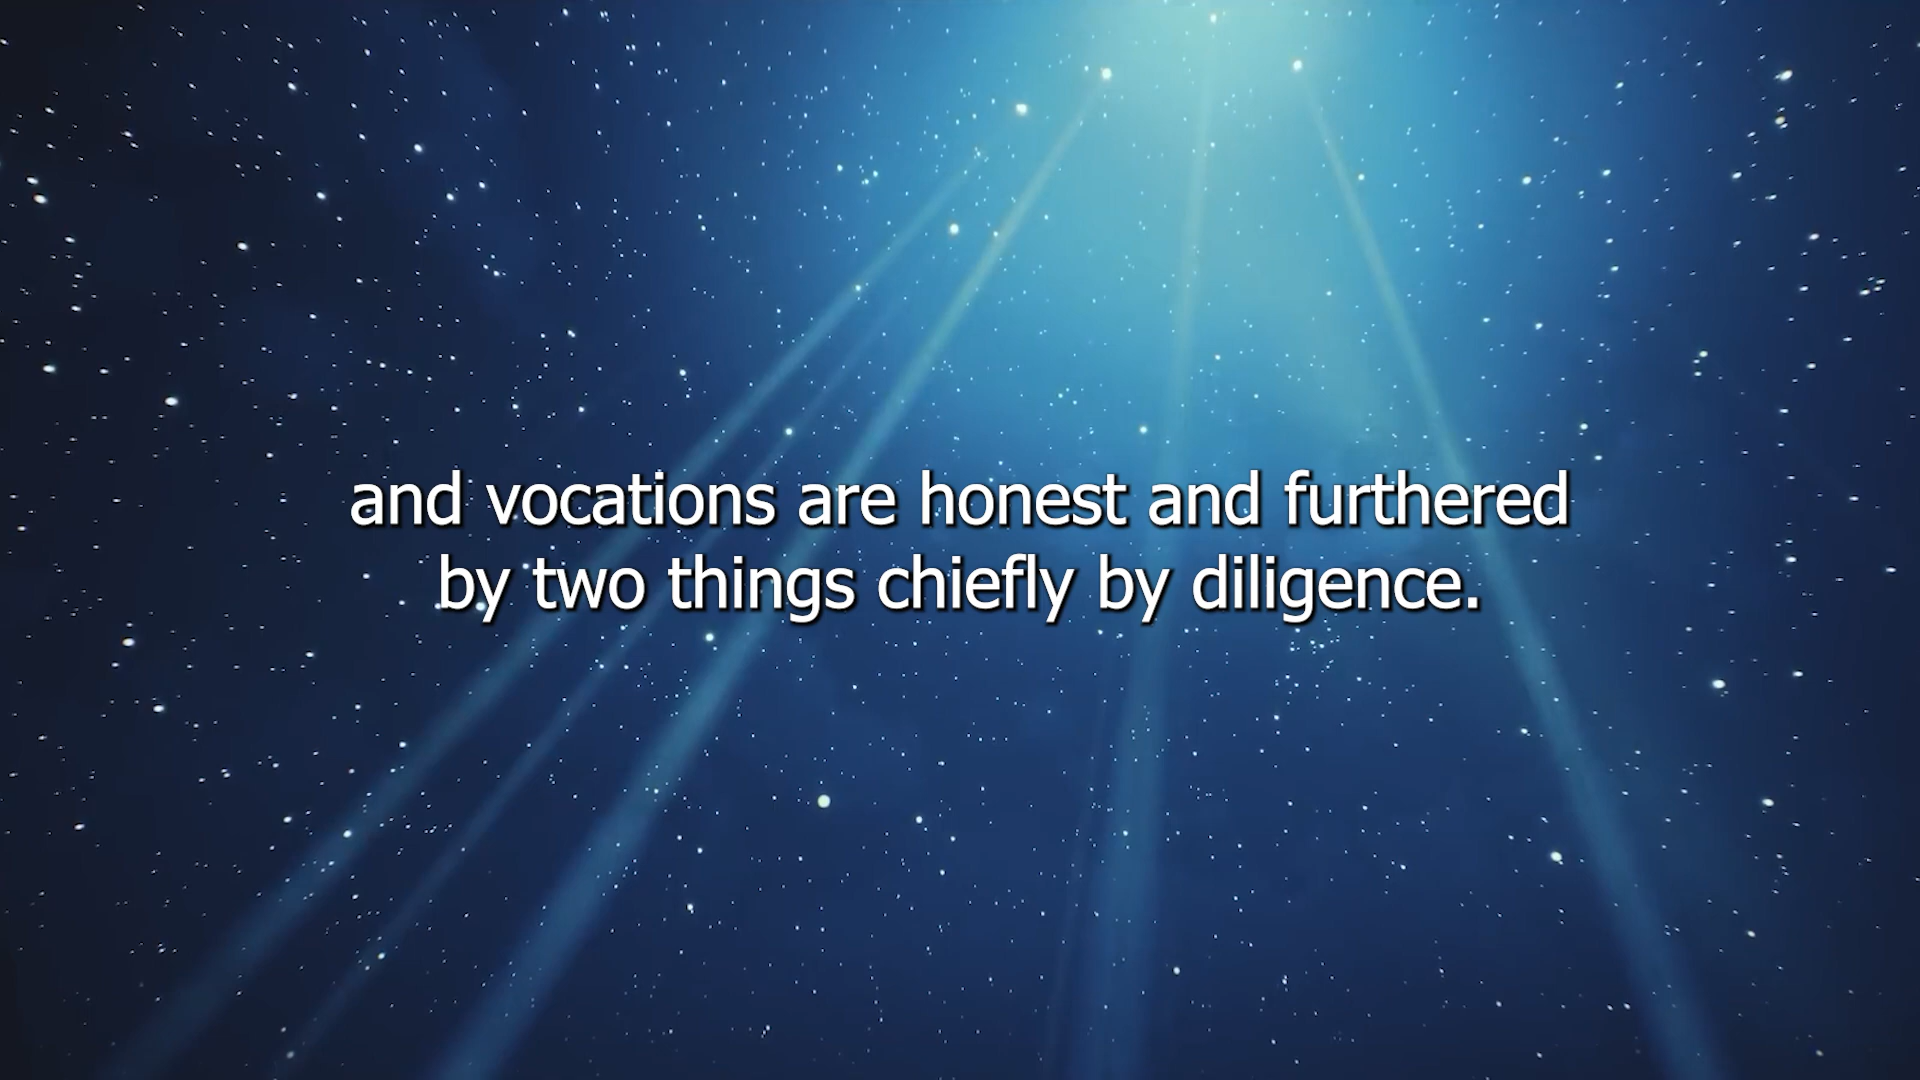 and vocations are honest and furthered
by two things chiefly by diligence.